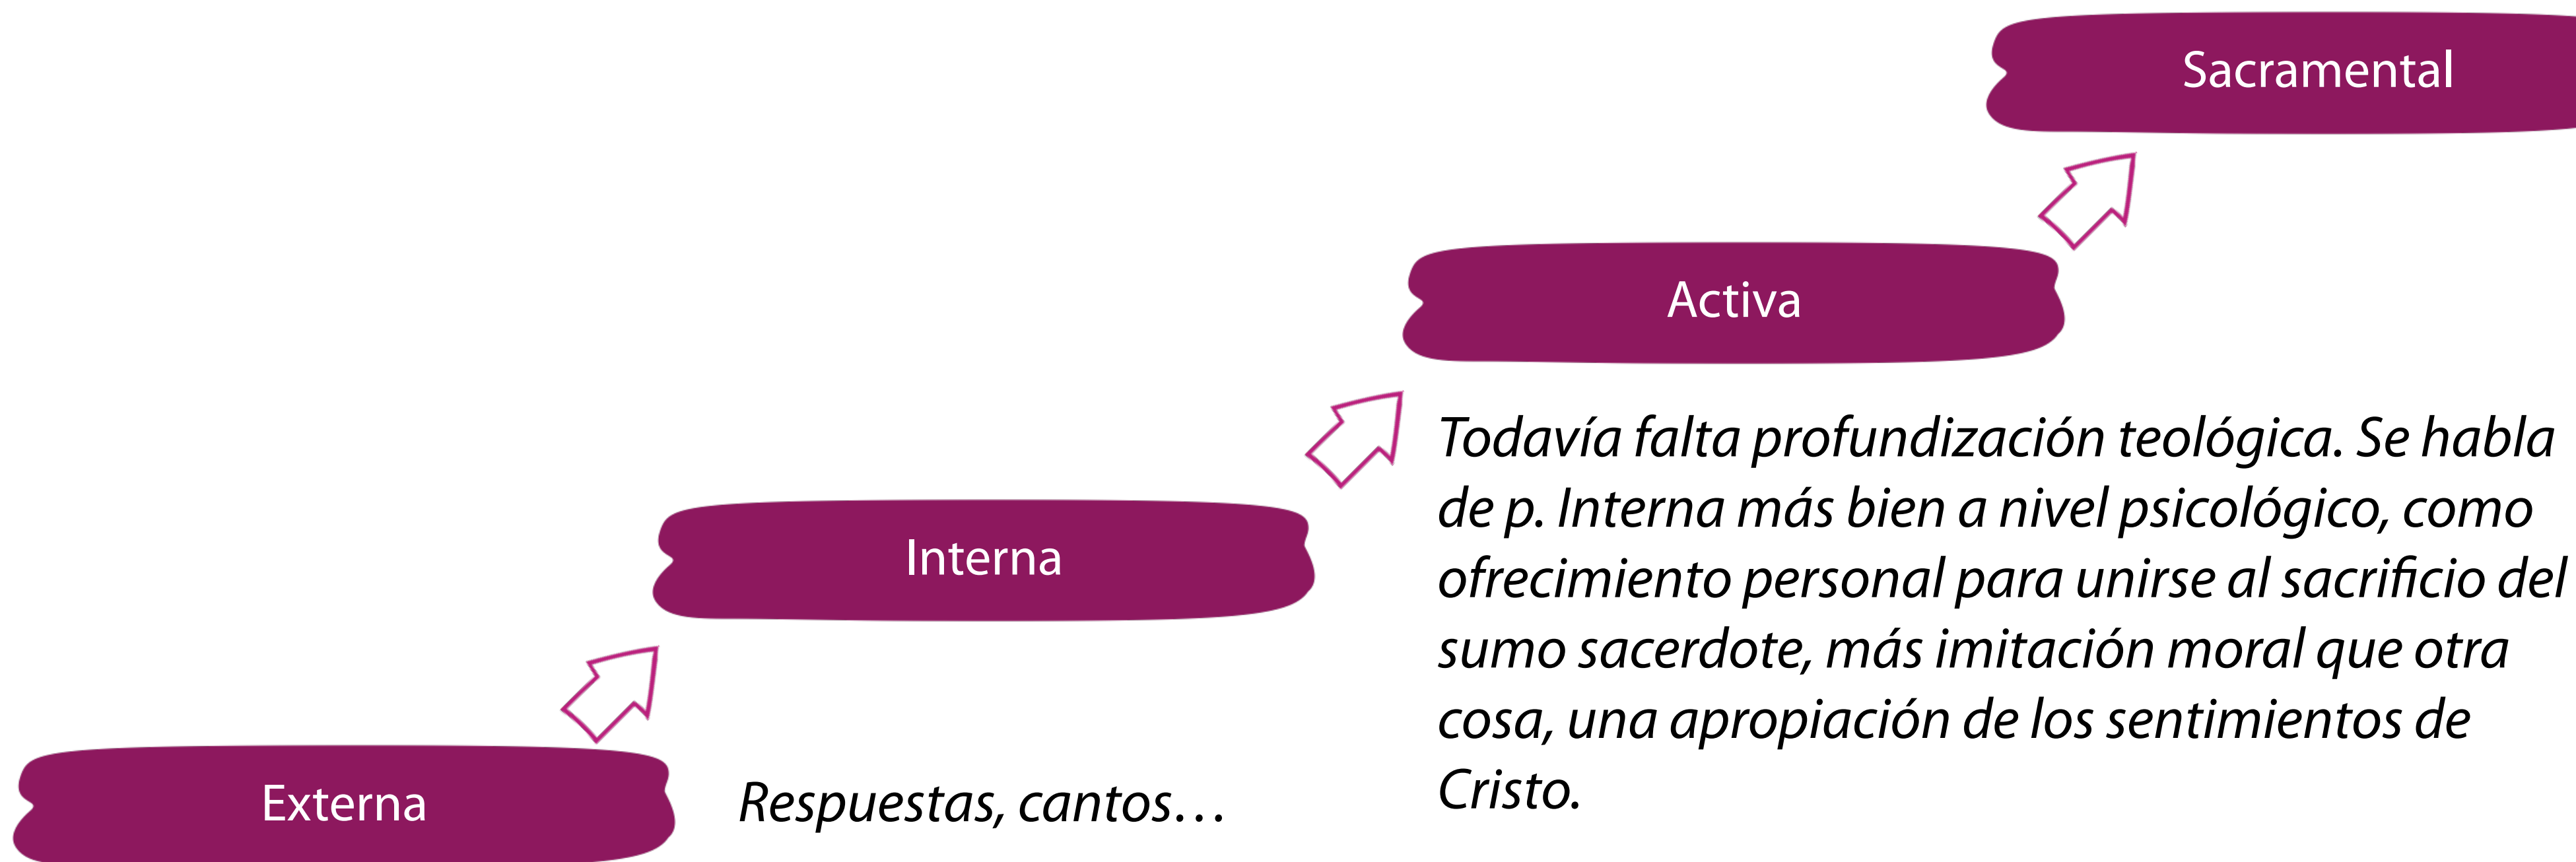 Sacramental
Activa
Todavía falta profundización teológica. Se habla
de p. Interna más bien a nivel psicológico, como
ofrecimiento personal para unirse al sacrificio del
sumo sacerdote, más imitación moral que otra
cosa, una apropiación de los sentimientos de
Cristo.
Interna
Externa
Respuestas, cantos…